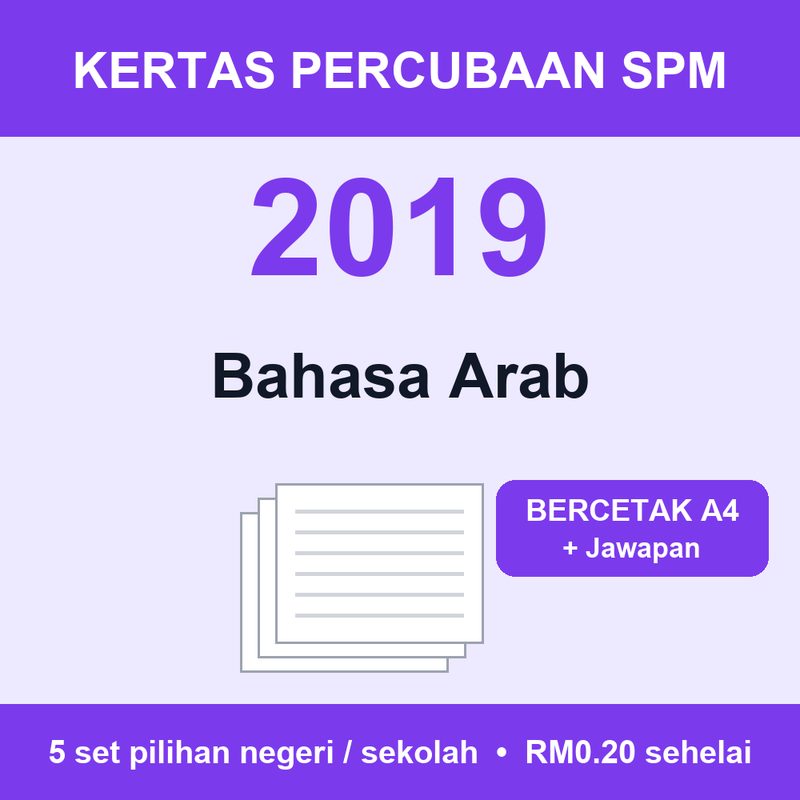 KERTAS PERCUBAAN SPM
2019
Bahasa Arab
BERCETAK A4
+ Jawapan
5 set pilihan negeri / sekolah • RM0.20 sehelai